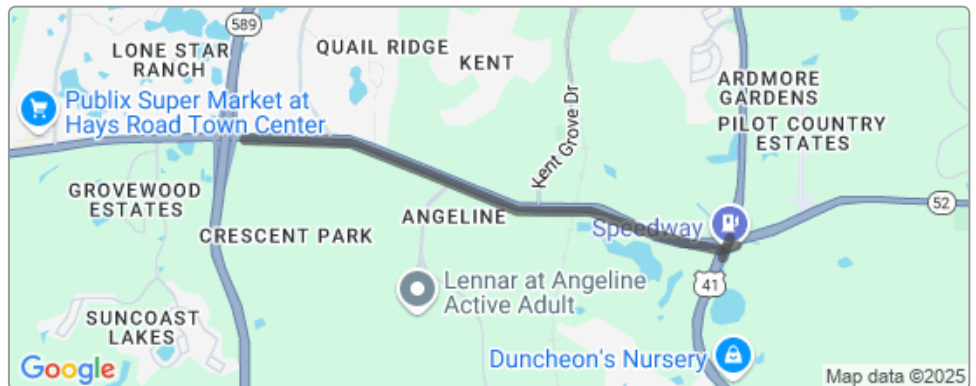 589
LONE STAR
RANCH
QUAIL RIDGE
KENT
ARDMORE
GARDENS
Publix Super Market at
Hays Road Town Center
PILOT COUNTRY
ESTATES
Kent Grove Dr
GROVEWOOD
ESTATES
52
ANGELINE
Speedway
CRESCENT PARK
41
Lennar at Angeline
Active Adult
SUNCOAST
LAKES
Duncheon's Nursery
Google
Map data ©2025